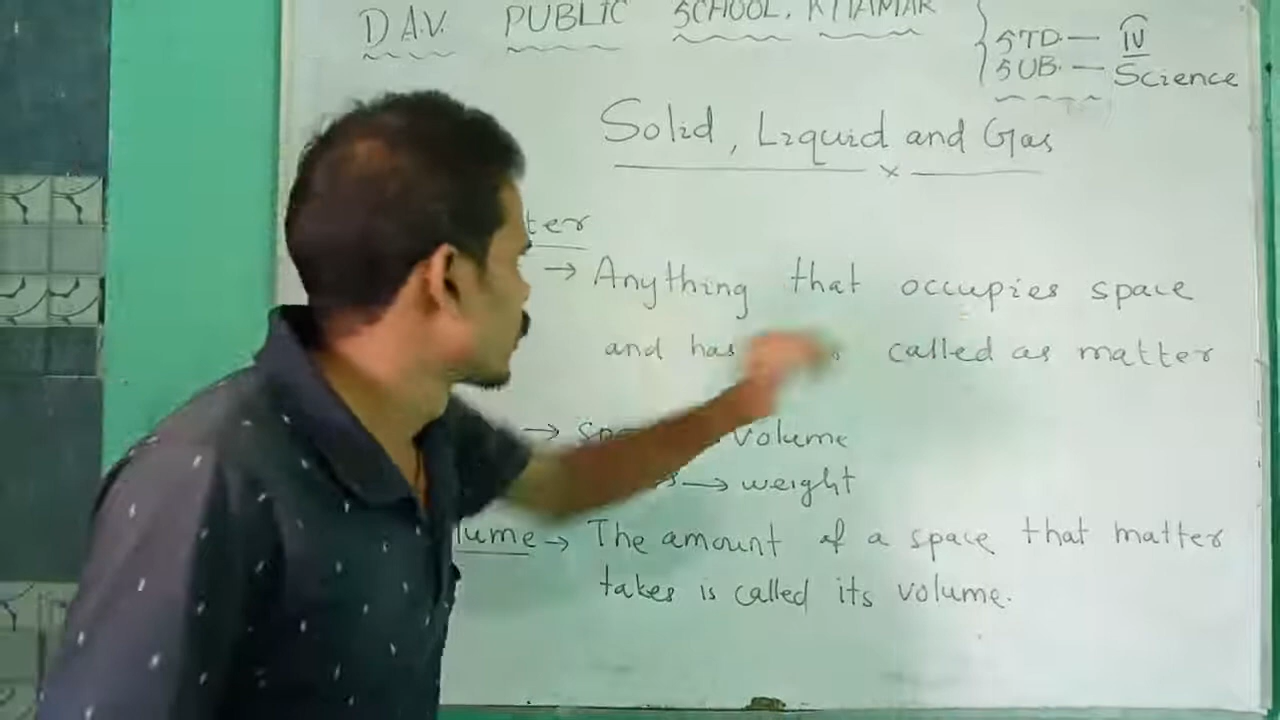 D.A.V. PUBLIC SCHOOL, KHAMAR
STD.— IV
SUB.— Science
Solid, Liquid and Gas
ter
→ Anything that occupies space
and has called as matter
→ volume
→ weight
lume → The amount of a space that matter
takes is called its volume.